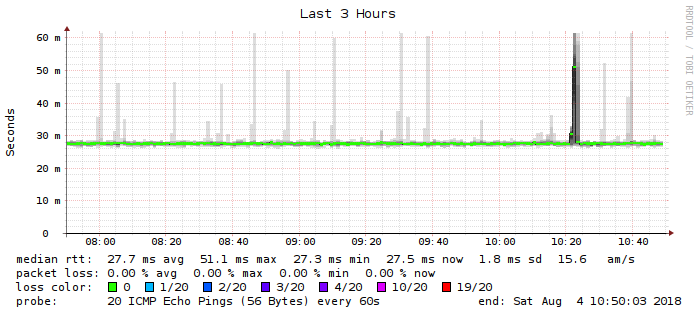 Last 3 Hours
RRDTOOL / TOBI OETIKER
Seconds
60 m
50 m
40 m
30 m
20 m
10 m
0
08:00 08:20 08:40 09:00 09:20 09:40 10:00 10:20 10:40
median rtt: 27.7 ms avg 51.1 ms max 27.3 ms min 27.5 ms now 1.8 ms sd 15.6 am/s
packet loss: 0.00 % avg 0.00 % max 0.00 % min 0.00 % now
loss color: 0 1/20 2/20 3/20 4/20 10/20 19/20
probe: 20 ICMP Echo Pings (56 Bytes) every 60s end: Sat Aug 4 10:50:03 2018